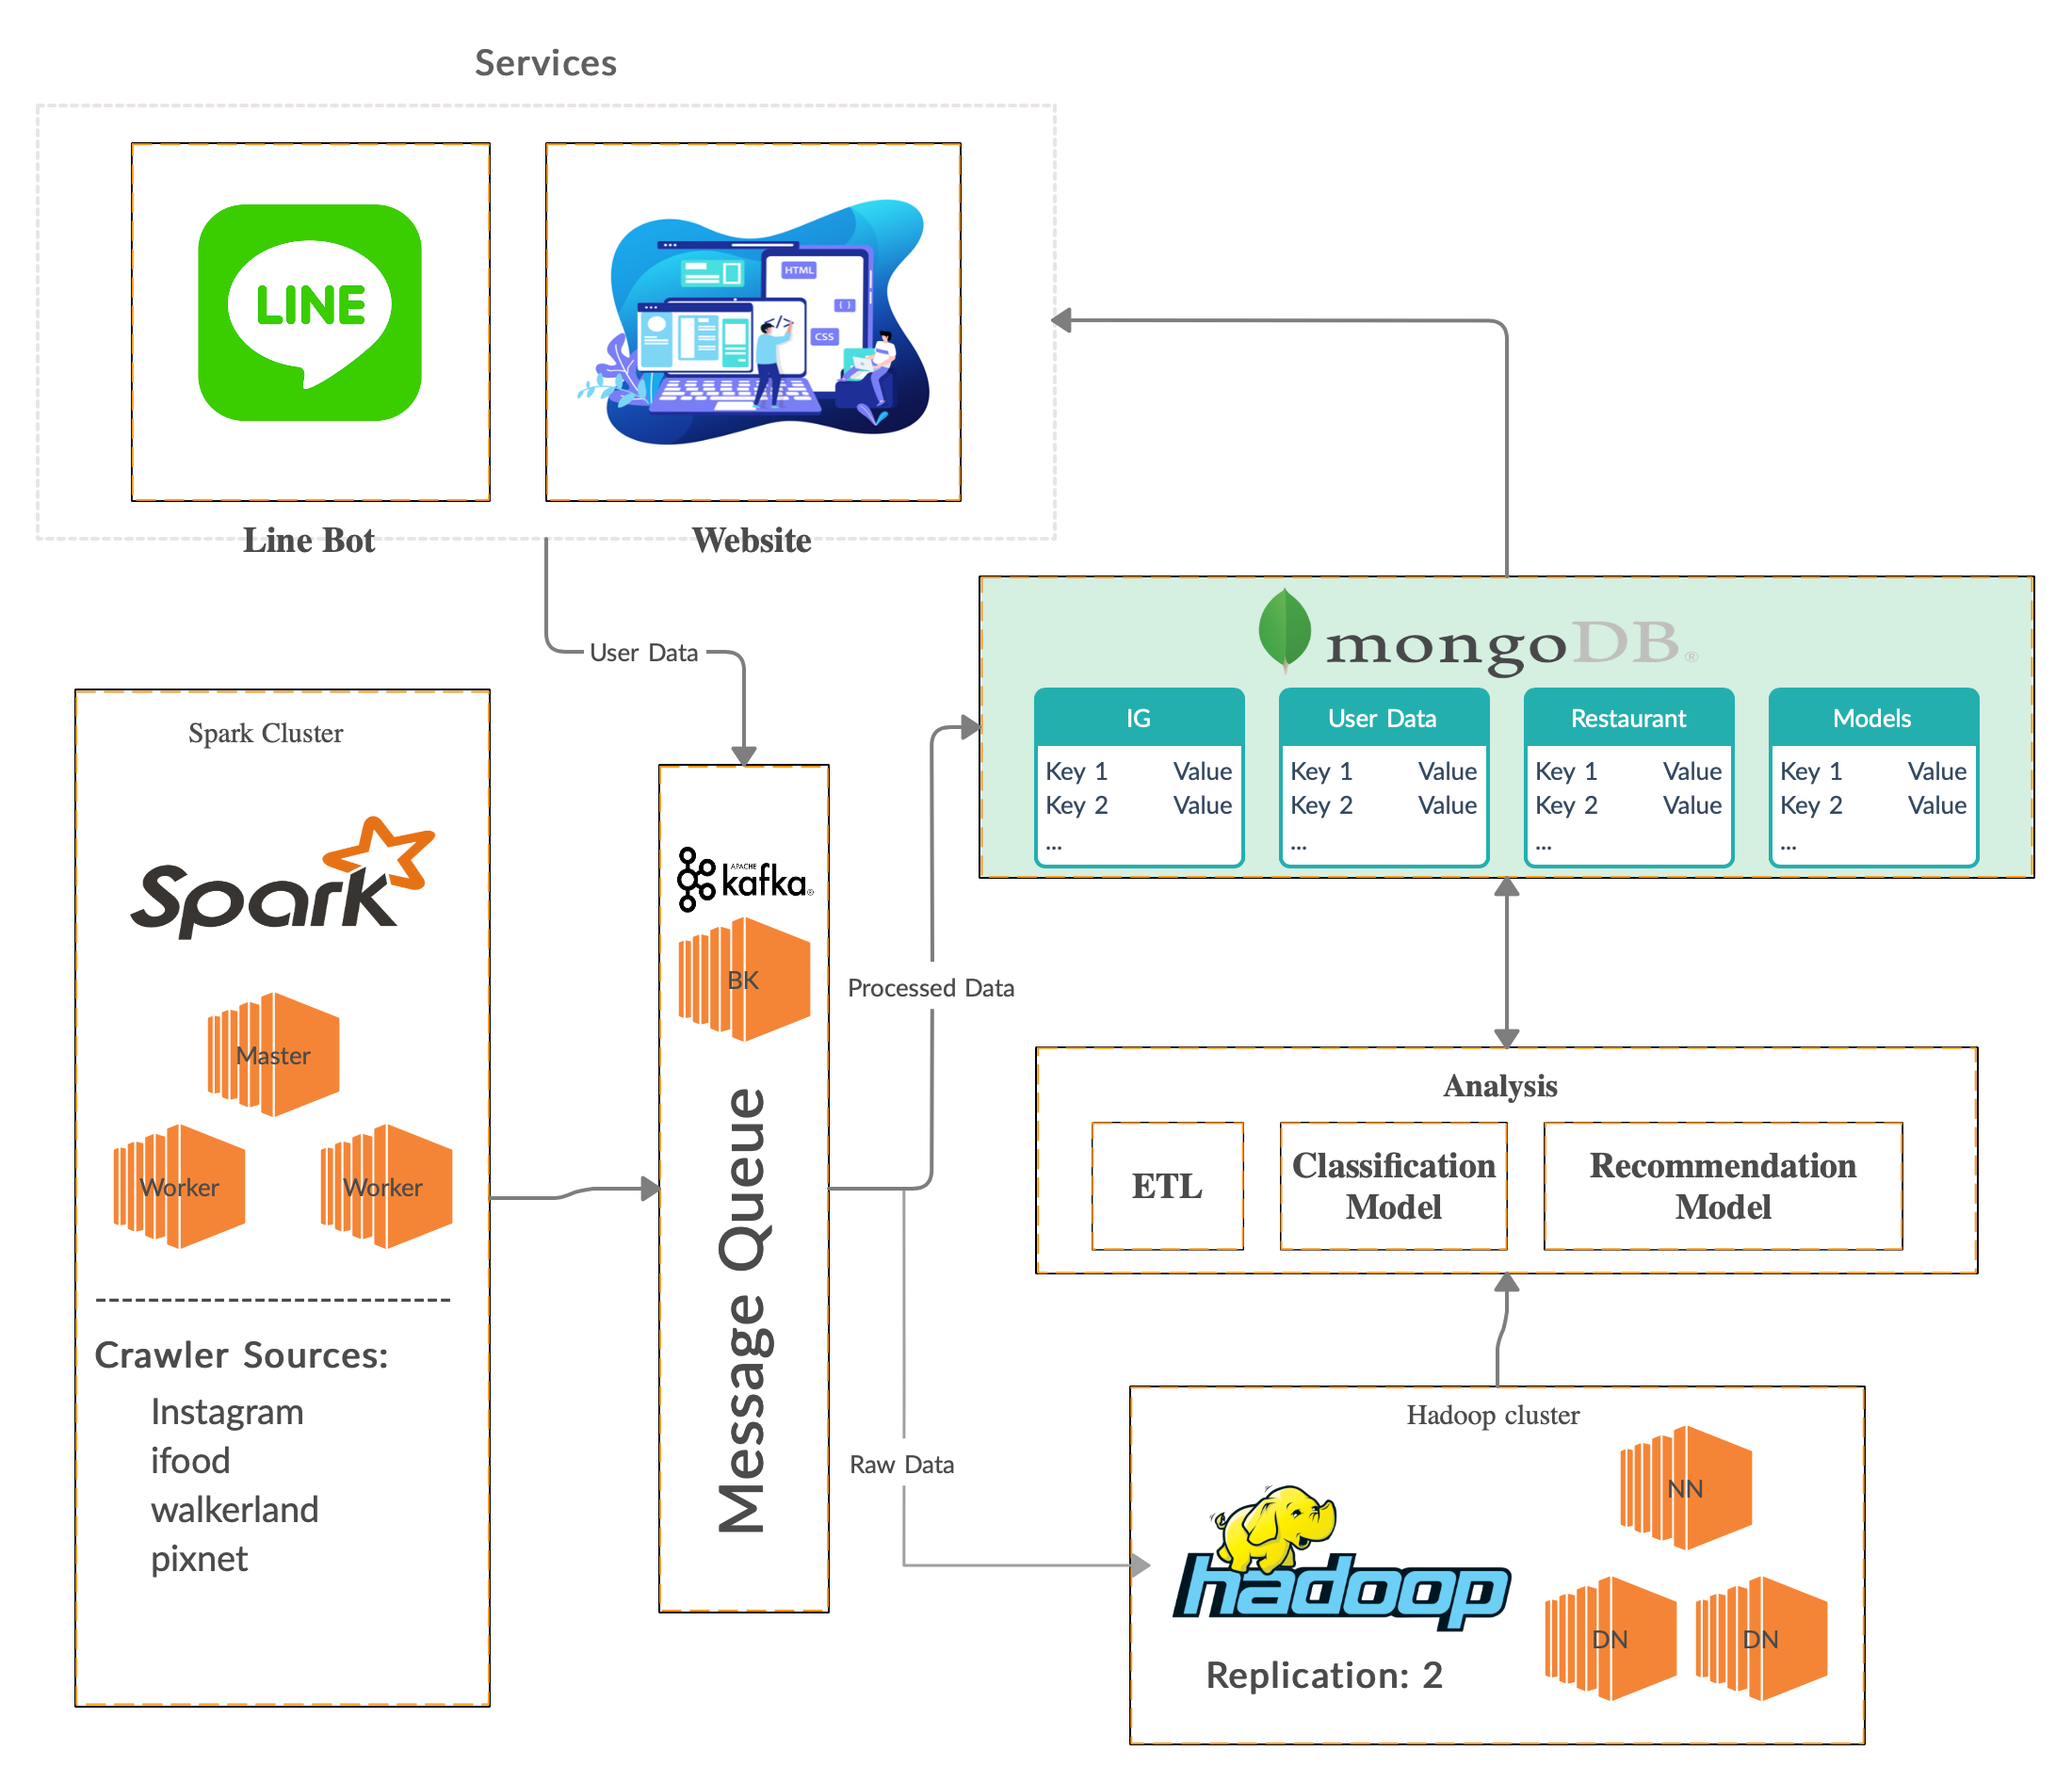 Services
LINE
HTML
{ }
</>
CSS
Line Bot
Website
User Data
Spark Cluster
Spark
Master
Worker
Worker
Crawler Sources:
Instagram
ifood
walkerland
pixnet
APACHE
kafka®
BK
Message Queue
Processed Data
Raw Data
mongoDB®
IG
Key 1 Value
Key 2 Value
...
User Data
Key 1 Value
Key 2 Value
...
Restaurant
Key 1 Value
Key 2 Value
...
Models
Key 1 Value
Key 2 Value
...
Analysis
ETL
Classification
Model
Recommendation
Model
Hadoop cluster
hadoop
Replication: 2
NN
DN
DN